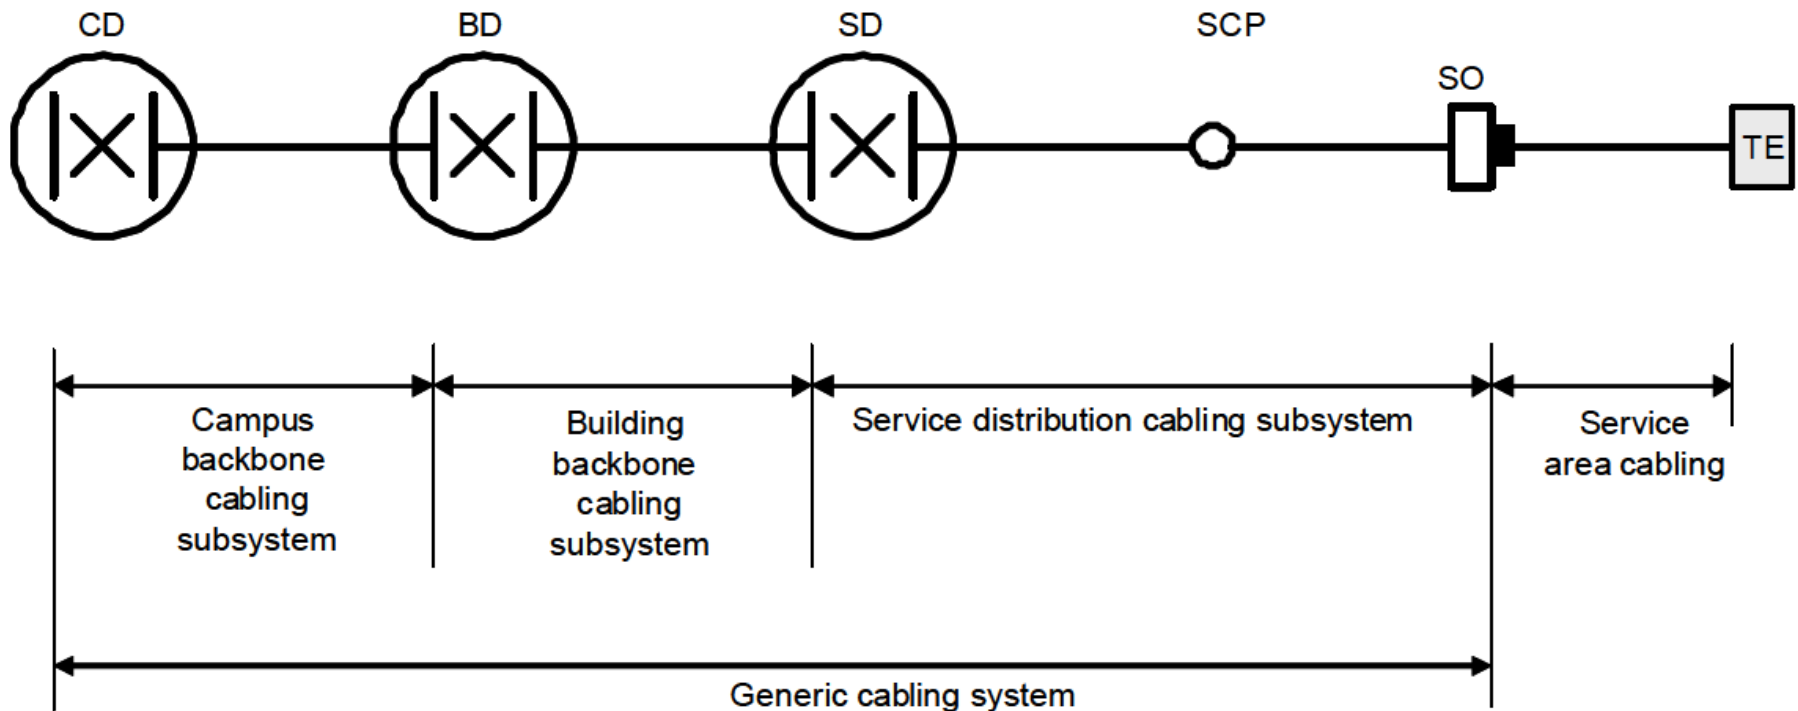 CD
BD
SD
SCP
SO
TE
Campus
backbone
cabling
subsystem
Building
backbone
cabling
subsystem
Service distribution cabling subsystem
Service
area cabling
Generic cabling system